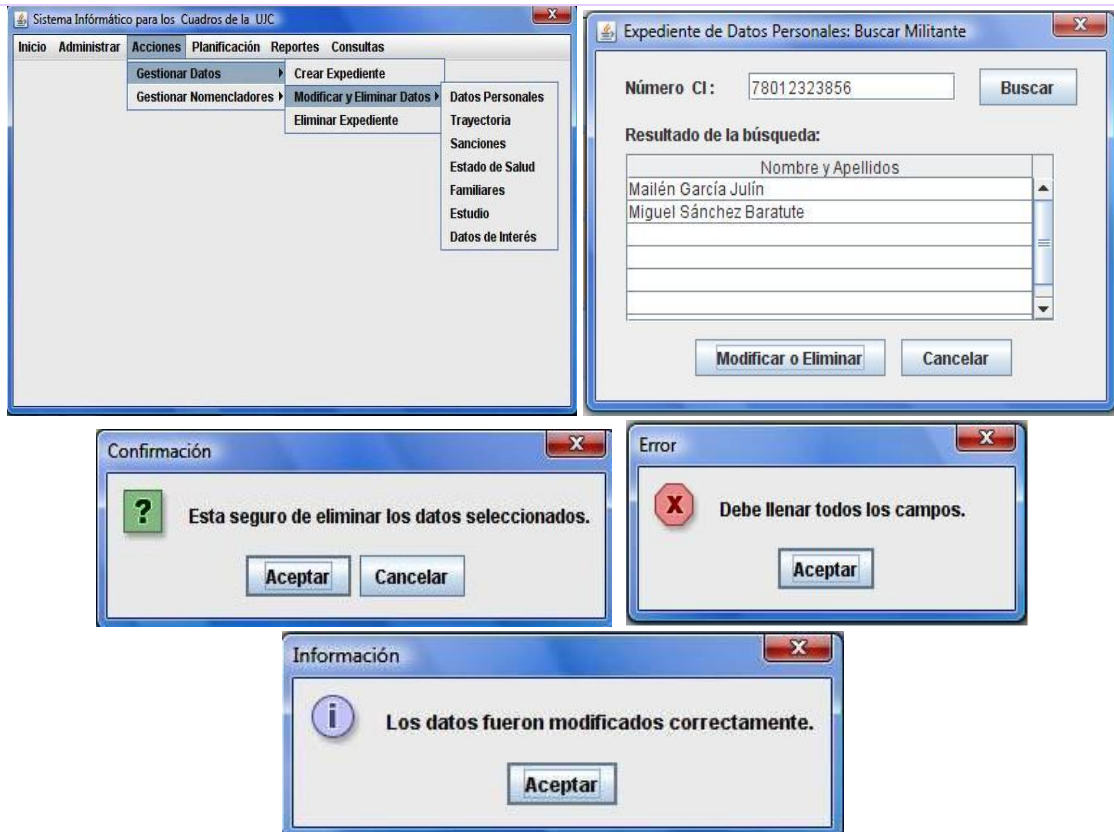 Sistema Informático para los Cuadros de la UJC
Inicio Administrar Acciones Planificación Reportes Consultas
Gestionar Datos
Gestionar Nomencladores
Crear Expediente
Modificar y Eliminar Datos
Eliminar Expediente
Datos Personales
Trayectoria
Sanciones
Estado de Salud
Familiares
Estudio
Datos de Interés
Expediente de Datos Personales: Buscar Militante
Número CI: 78012323856 Buscar
Resultado de la búsqueda:
Nombre y Apellidos
Mailén García Julín
Miguel Sánchez Baratute
Modificar o Eliminar Cancelar
Confirmación
Esta seguro de eliminar los datos seleccionados.
Aceptar Cancelar
Error
Debe llenar todos los campos.
Aceptar
Información
Los datos fueron modificados correctamente.
Aceptar